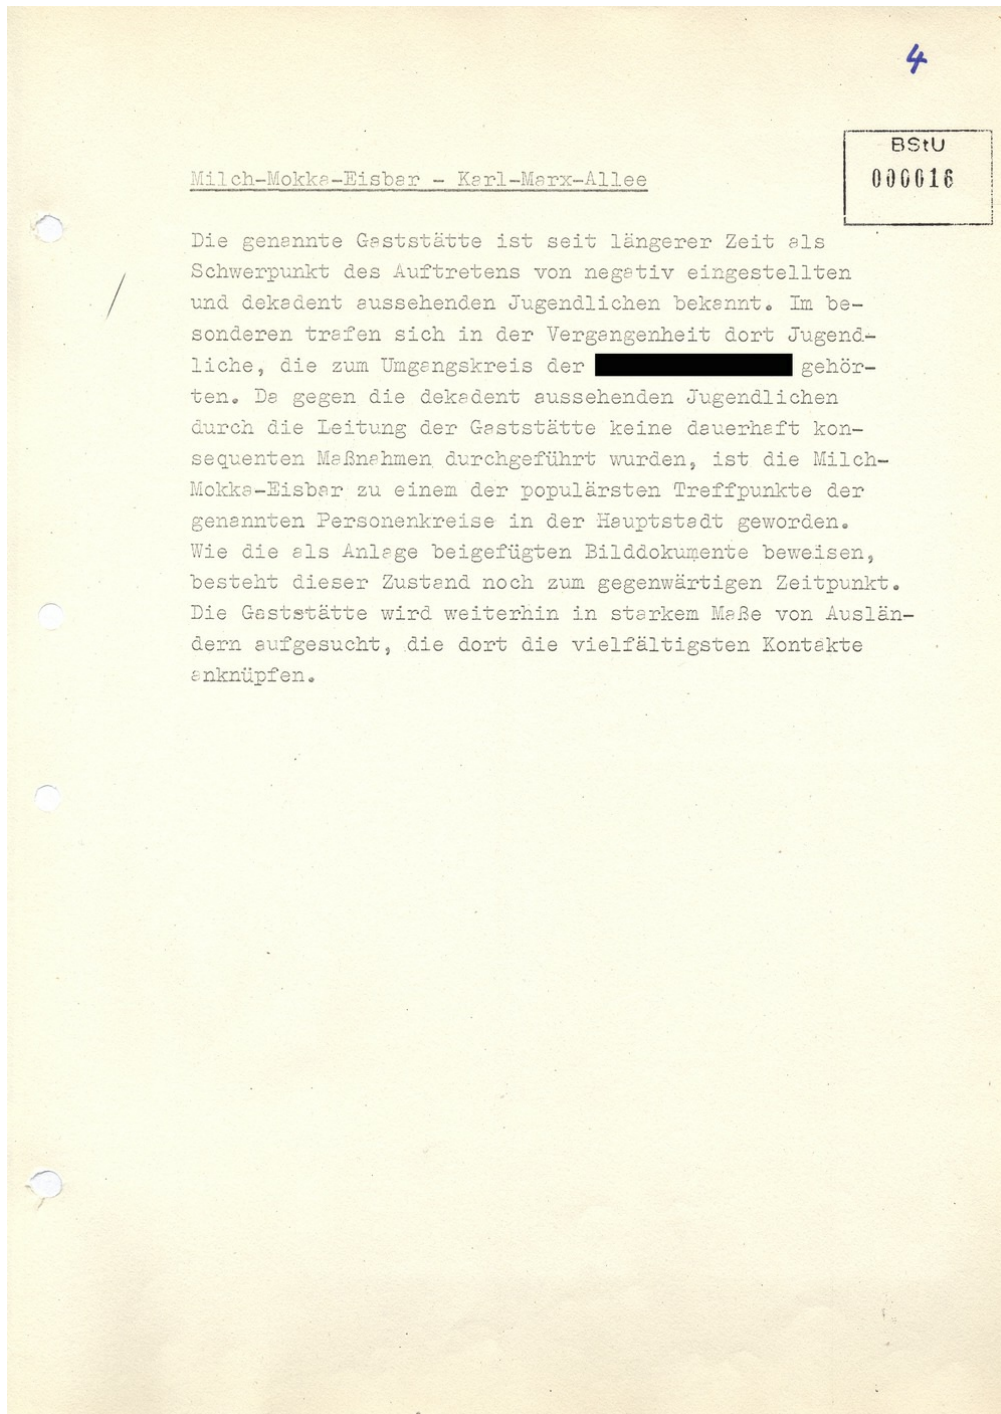 4
BStU
000016
Milch-Mokka-Eisbar - Karl-Marx-Allee
Die genannte Gaststätte ist seit längerer Zeit als
Schwerpunkt des Auftretens von negativ eingestellten
und dekadent aussehenden Jugendlichen bekannt. Im be-
sonderen trafen sich in der Vergangenheit dort Jugend-
liche, die zum Umgangskreis der gehör-
ten. Da gegen die dekadent aussehenden Jugendlichen
durch die Leitung der Gaststätte keine dauerhaft kon-
sequenten Maßnahmen durchgeführt wurden, ist die Milch-
Mokka-Eisbar zu einem der populärsten Treffpunkte der
genannten Personenkreise in der Hauptstadt geworden.
Wie die als Anlage beigefügten Bilddokumente beweisen,
besteht dieser Zustand noch zum gegenwärtigen Zeitpunkt.
Die Gaststätte wird weiterhin in starkem Maße von Auslän-
dern aufgesucht, die dort die vielfältigsten Kontakte
anknüpfen.